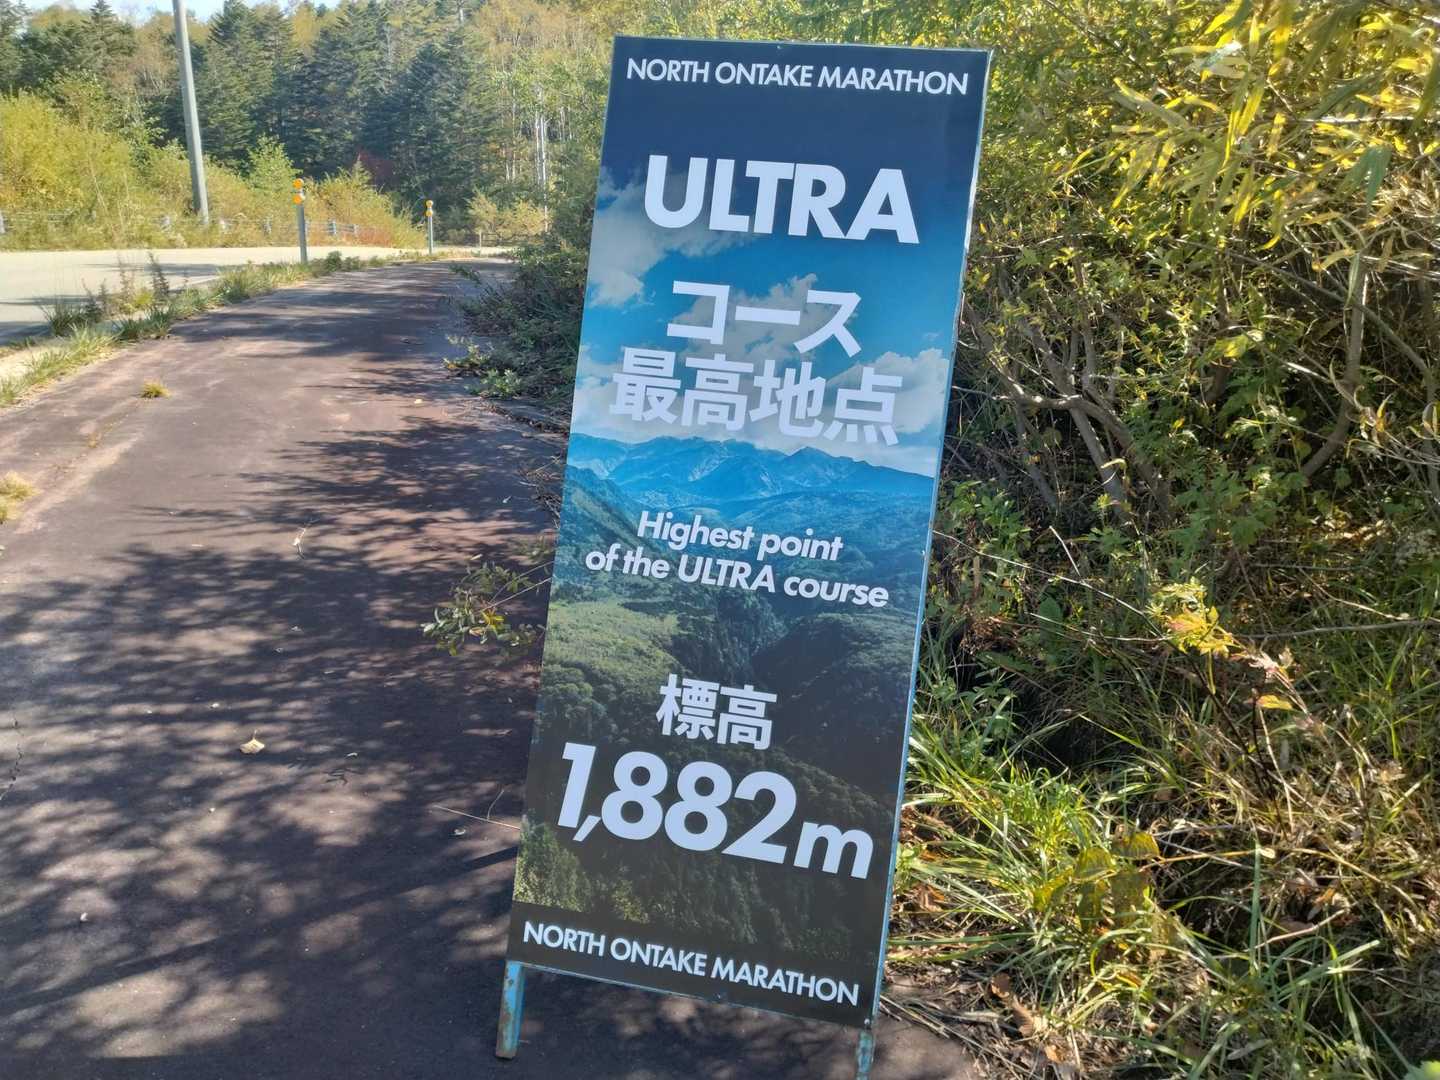 NORTH ONTAKE MARATHON
ULTRA
コース
最高地点
Highest point
of the ULTRA course
標高
1,882m
NORTH ONTAKE MARATHON